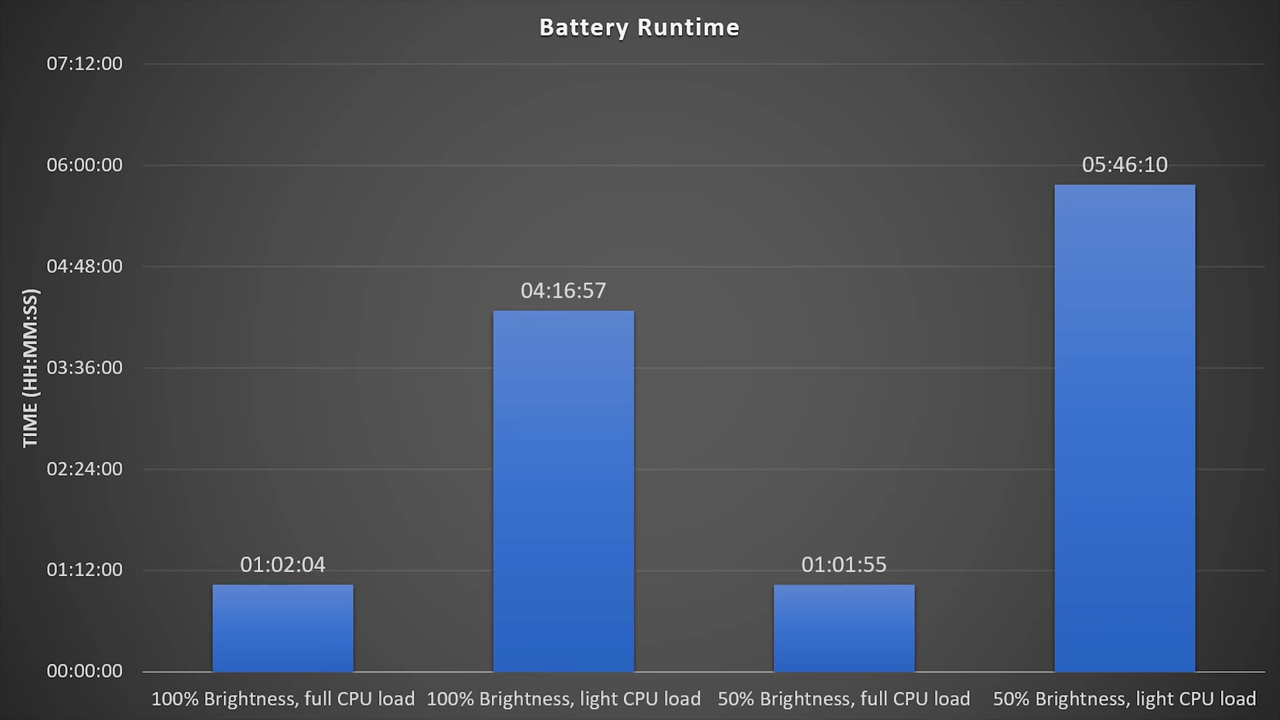 Battery Runtime
07:12:00
06:00:00
04:48:00
03:36:00
02:24:00
01:12:00
00:00:00
TIME (HH:MM:SS)
01:02:04
04:16:57
01:01:55
05:46:10
100% Brightness, full CPU load
100% Brightness, light CPU load
50% Brightness, full CPU load
50% Brightness, light CPU load